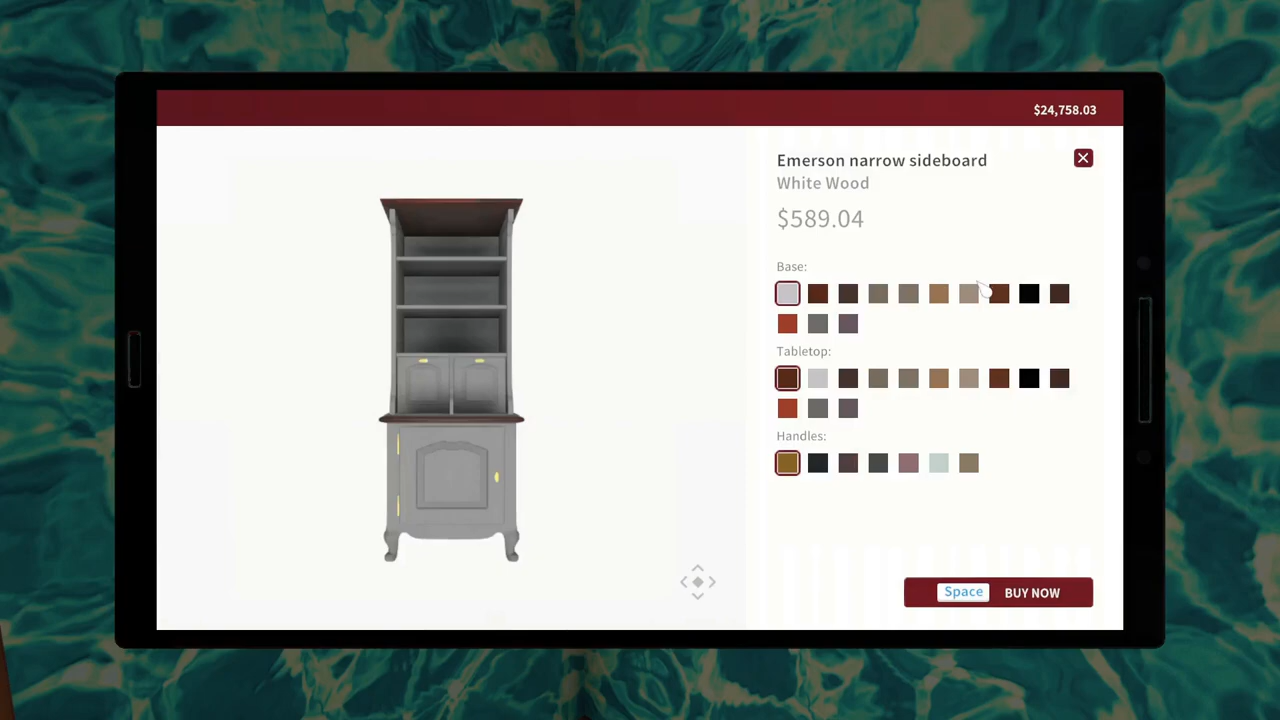 $24,758.03
Emerson narrow sideboard
White Wood
$589.04
Base:
Tabletop:
Handles:
Space BUY NOW